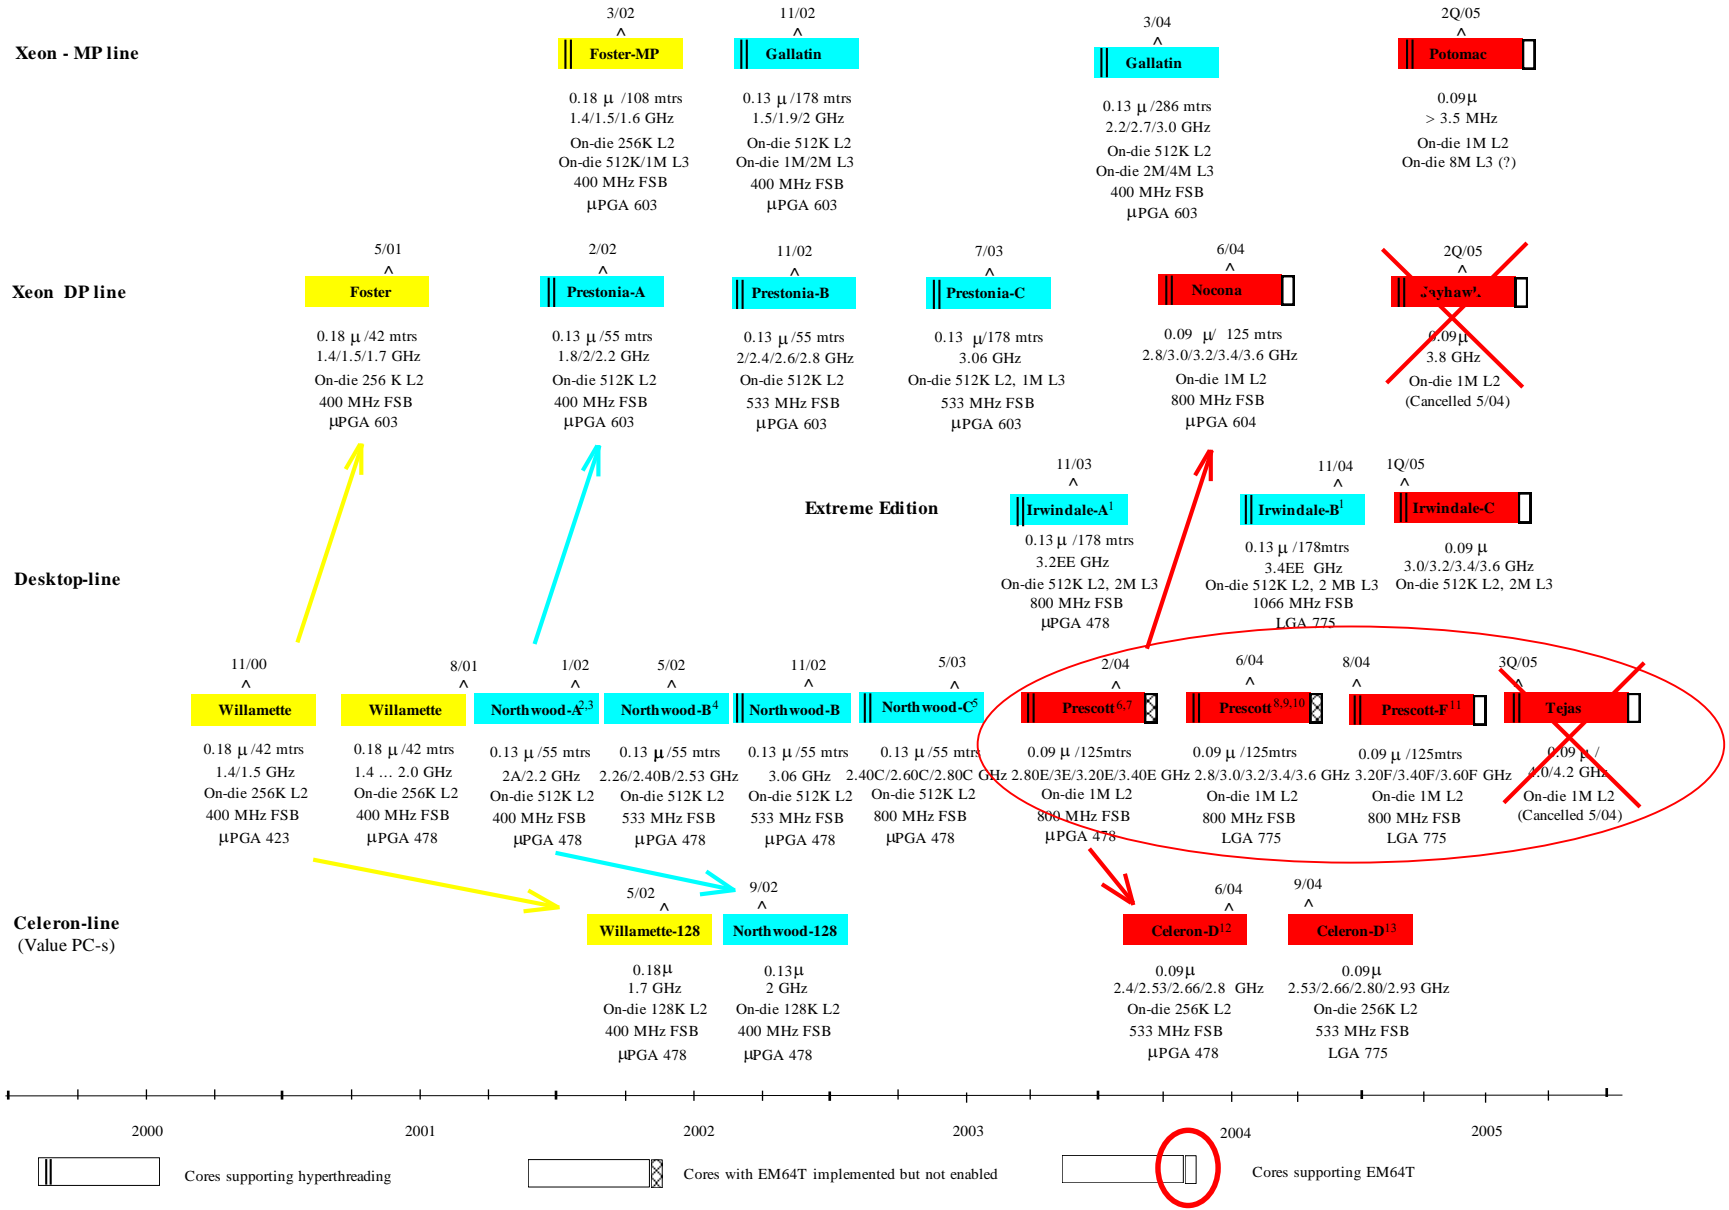 3/02
11/02
3/04
2Q/05
Xeon - MP line
^
^
^
^
Foster-MP
Gallatin
Gallatin
Potomac
0.18 μ /108 mtrs
1.4/1.5/1.6 GHz
On-die 256K L2
On-die 512K/1M L3
400 MHz FSB
μPGA 603
0.13 μ /178 mtrs
1.5/1.9/2 GHz
On-die 512K L2
On-die 1M/2M L3
400 MHz FSB
μPGA 603
0.13 μ /286 mtrs
2.2/2.7/3.0 GHz
On-die 512K L2
On-die 2M/4M L3
400 MHz FSB
μPGA 603
0.09μ
> 3.5 MHz
On-die 1M L2
On-die 8M L3 (?)
5/01
2/02
11/02
7/03
6/04
2Q/05
^
^
^
^
^
^
Xeon DP line
Foster
Prestonia-A
Prestonia-B
Prestonia-C
Nocona
0.18 μ /42 mtrs
1.4/1.5/1.7 GHz
On-die 256 K L2
400 MHz FSB
μPGA 603
0.13 μ /55 mtrs
1.8/2/2.2 GHz
On-die 512K L2
400 MHz FSB
μPGA 603
0.13 μ /55 mtrs
2/2.4/2.6/2.8 GHz
On-die 512K L2
533 MHz FSB
μPGA 603
0.13 μ/178 mtrs
3.06 GHz
On-die 512K L2, 1M L3
533 MHz FSB
μPGA 603
0.09 μ/ 125 mtrs
2.8/3.0/3.2/3.4/3.6 GHz
On-die 1M L2
800 MHz FSB
μPGA 604
0.09μ
3.8 GHz
On-die 1M L2
(Cancelled 5/04)
11/03
11/04
1Q/05
^
^
^
Extreme Edition
Irwindale-A1
Irwindale-B1
Irwindale-C
0.13 μ /178 mtrs
3.2EE GHz
On-die 512K L2, 2M L3
800 MHz FSB
μPGA 478
0.13 μ /178mtrs
3.4EE GHz
On-die 512K L2, 2 MB L3
1066 MHz FSB
LGA 775
0.09 μ
3.0/3.2/3.4/3.6 GHz
On-die 512K L2, 2M L3
Desktop-line
11/00
8/01
1/02
5/02
11/02
5/03
2/04
6/04
8/04
3Q/05
^
^
^
^
^
^
^
^
^
^
Willamette
Willamette
Northwood-A2,3
Northwood-B4
Northwood-B
Northwood-C5
Prescott6,7
Prescott8,9,10
Prescott-F11
Tejas
0.18 μ /42 mtrs
1.4/1.5 GHz
On-die 256K L2
400 MHz FSB
μPGA 423
0.18 μ /42 mtrs
1.4 ... 2.0 GHz
On-die 256K L2
400 MHz FSB
μPGA 478
0.13 μ /55 mtrs
2A/2.2 GHz
On-die 512K L2
400 MHz FSB
μPGA 478
0.13 μ /55 mtrs
2.26/2.40B/2.53 GHz
On-die 512K L2
533 MHz FSB
μPGA 478
0.13 μ /55 mtrs
3.06 GHz
On-die 512K L2
533 MHz FSB
μPGA 478
0.13 μ /55 mtrs
2.40C/2.60C/2.80C GHz
On-die 512K L2
800 MHz FSB
μPGA 478
0.09 μ /125mtrs
2.80E/3E/3.20E/3.40E GHz
On-die 1M L2
800 MHz FSB
μPGA 478
0.09 μ /125mtrs
2.8/3.0/3.2/3.4/3.6 GHz
On-die 1M L2
800 MHz FSB
LGA 775
0.09 μ /125mtrs
3.20F/3.40F/3.60F GHz
On-die 1M L2
800 MHz FSB
LGA 775
0.09 μ /
4.0/4.2 GHz
On-die 1M L2
(Cancelled 5/04)
5/02
9/02
6/04
9/04
^
^
^
^
Celeron-line
(Value PC-s)
Willamette-128
Northwood-128
Celeron-D12
Celeron-D13
0.18μ
1.7 GHz
On-die 128K L2
400 MHz FSB
μPGA 478
0.13μ
2 GHz
On-die 128K L2
400 MHz FSB
μPGA 478
0.09μ
2.4/2.53/2.66/2.8 GHz
On-die 256K L2
533 MHz FSB
μPGA 478
0.09μ
2.53/2.66/2.80/2.93 GHz
On-die 256K L2
533 MHz FSB
LGA 775
2000
2001
2002
2003
2004
2005
Cores supporting hyperthreading
Cores with EM64T implemented but not enabled
Cores supporting EM64T